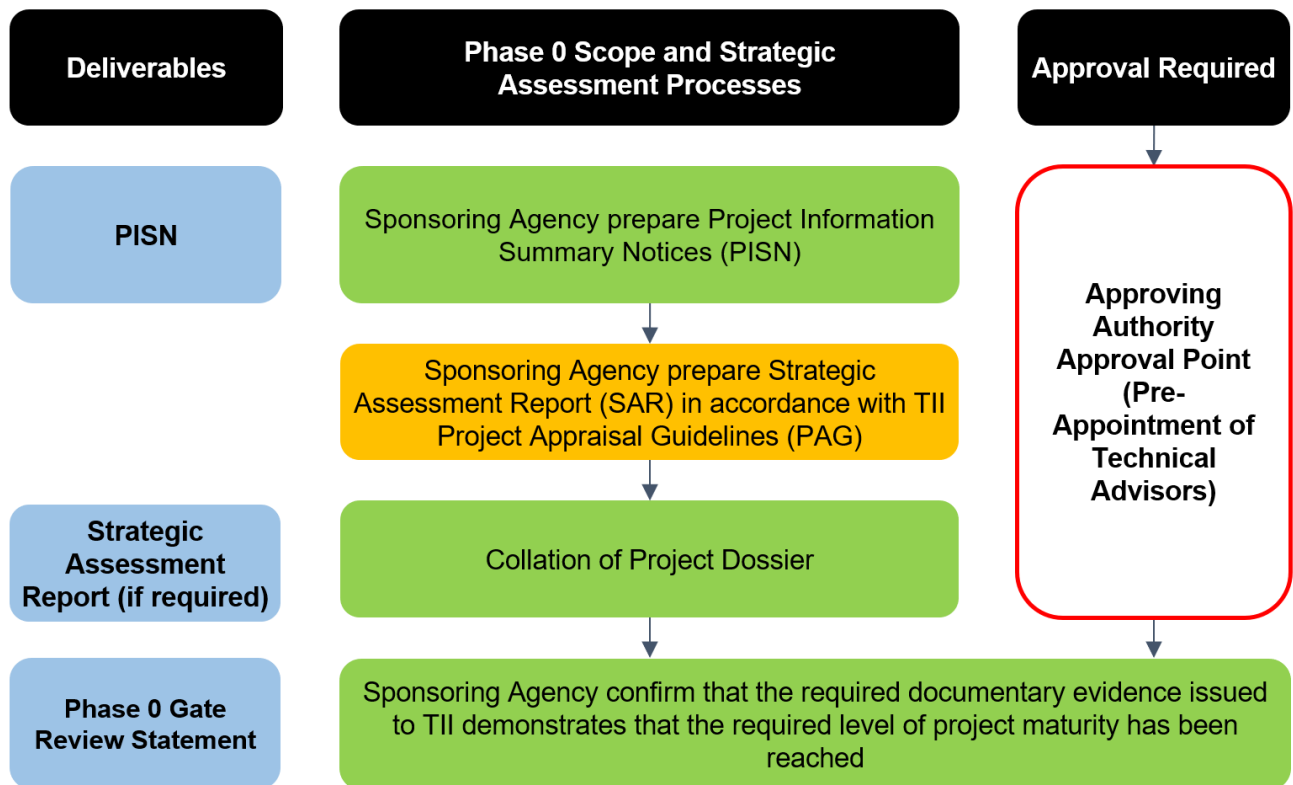 Deliverables
Phase 0 Scope and Strategic
Assessment Processes
Approval Required
PISN
Sponsoring Agency prepare Project Information
Summary Notices (PISN)
Approving
Authority
Approval Point
(Pre-
Appointment of
Technical
Advisors)
Sponsoring Agency prepare Strategic
Assessment Report (SAR) in accordance with TII
Project Appraisal Guidelines (PAG)
Strategic
Assessment
Report (if required)
Collation of Project Dossier
Phase 0 Gate
Review Statement
Sponsoring Agency confirm that the required documentary evidence issued
to TII demonstrates that the required level of project maturity has been
reached